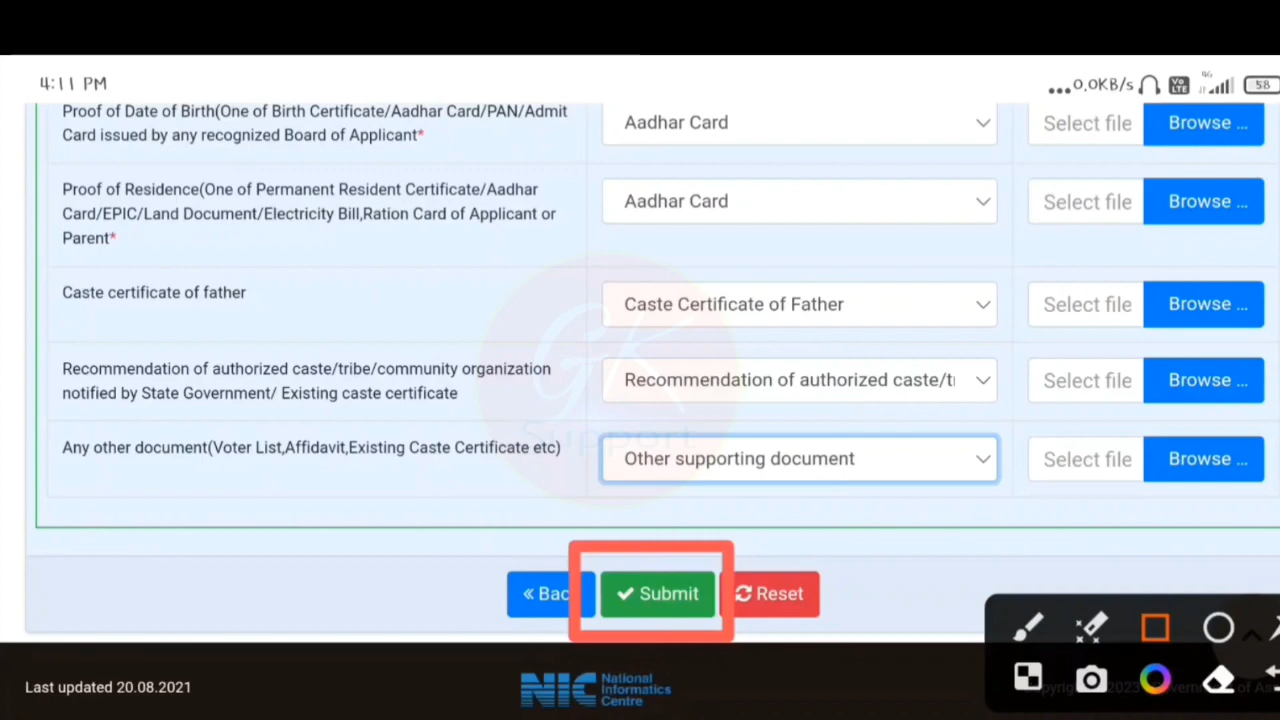 4:11 PM
...0.0KB/s Vo LTE 4G 58
Proof of Date of Birth(One of Birth Certificate/Aadhar Card/PAN/Admit
Card issued by any recognized Board of Applicant*
Aadhar Card
Select file
Browse ...
Proof of Residence(One of Permanent Resident Certificate/Aadhar
Card/EPIC/Land Document/Electricity Bill,Ration Card of Applicant or
Parent*
Aadhar Card
Select file
Browse ...
Caste certificate of father
Caste Certificate of Father
Select file
Browse ...
Recommendation of authorized caste/tribe/community organization
notified by State Government/ Existing caste certificate
Recommendation of authorized caste/tr
Select file
Browse ...
Any other document(Voter List,Affidavit,Existing Caste Certificate etc)
Other supporting document
Select file
Browse ...
GK
Support
« Bac
Submit
Reset
Last updated 20.08.2021
NIC National
Informatics
Centre